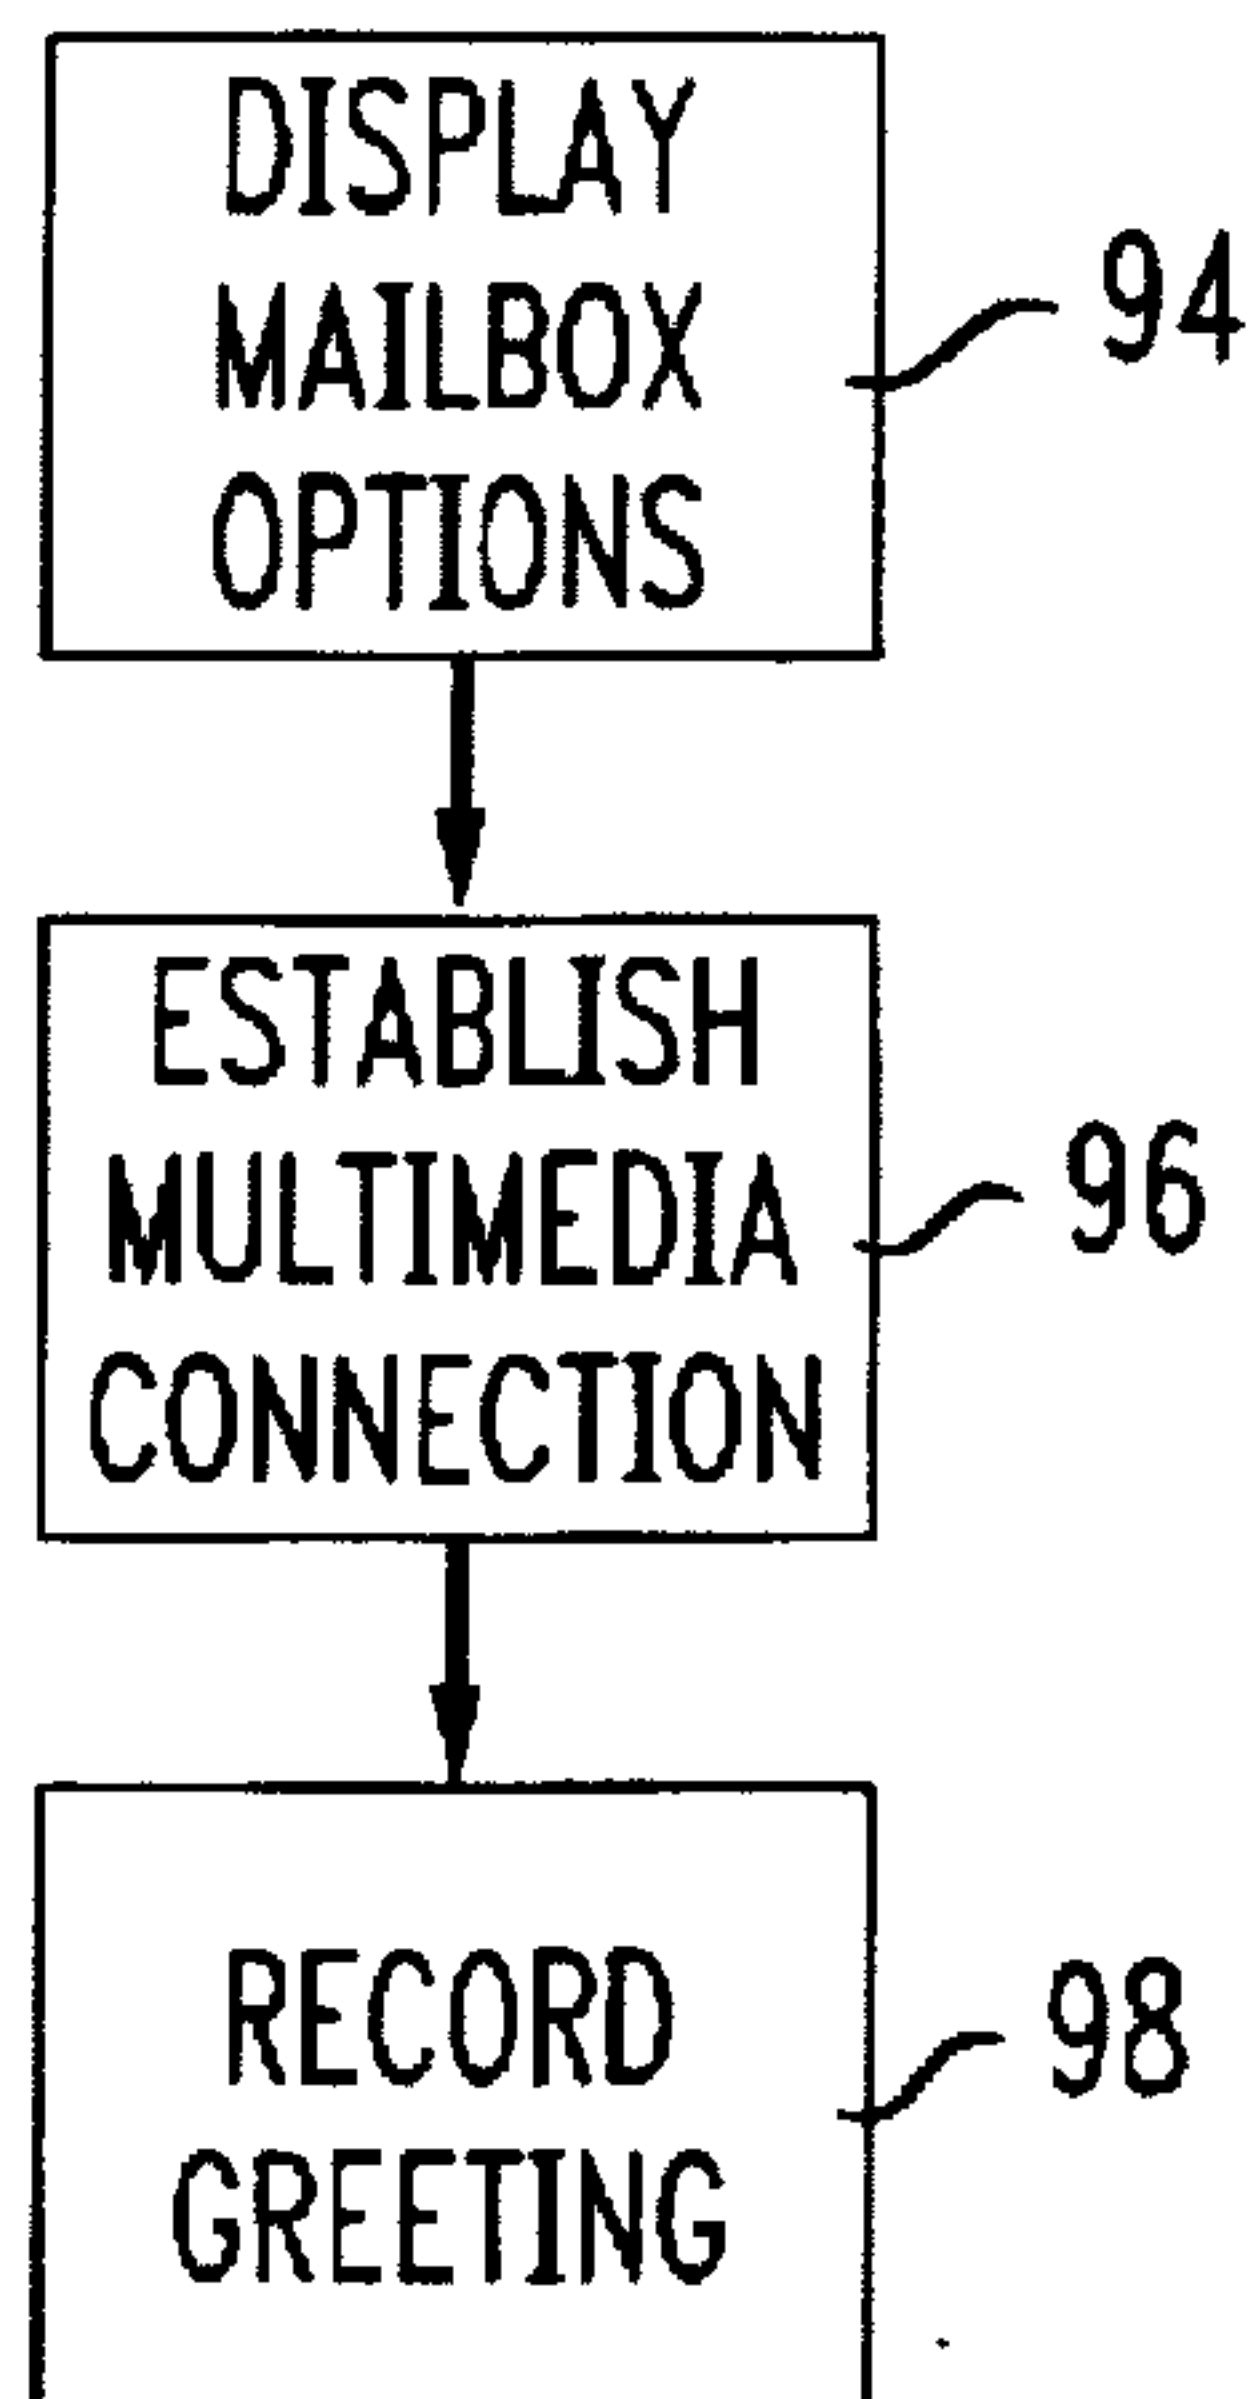 DISPLAY
MAILBOX
OPTIONS
94
ESTABLISH
MULTIMEDIA
CONNECTION
96
RECORD
GREETING
98